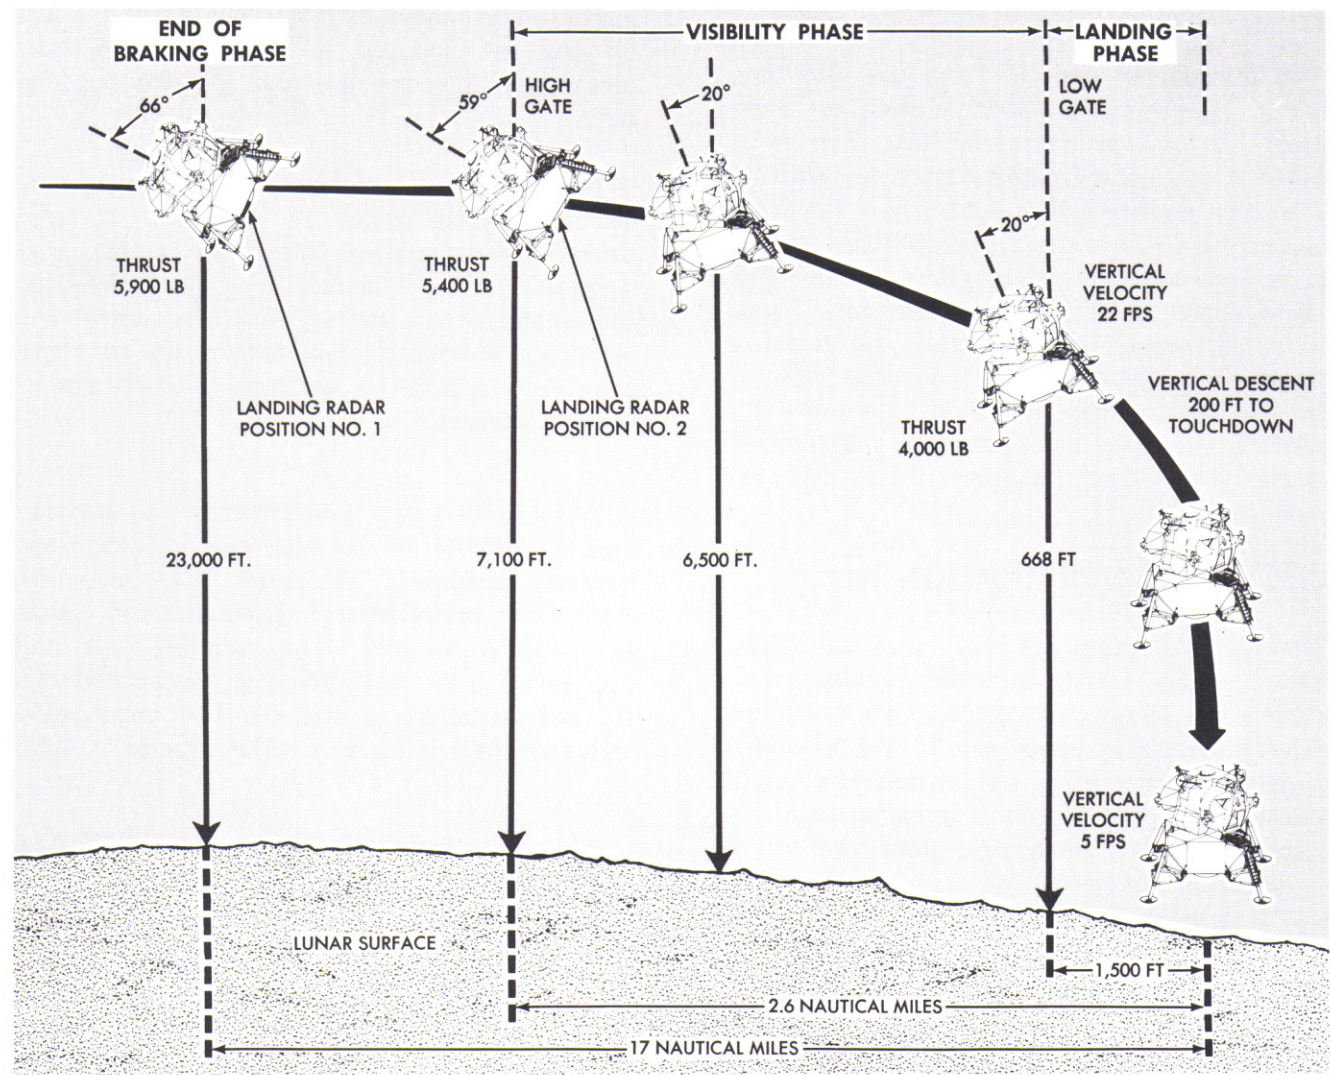 END OF
BRAKING PHASE
VISIBILITY PHASE
LANDING
PHASE
66°
59°
HIGH
GATE
20°
LOW
GATE
20°
THRUST
5,900 LB
THRUST
5,400 LB
VERTICAL
VELOCITY
22 FPS
LANDING RADAR
POSITION NO. 1
LANDING RADAR
POSITION NO. 2
THRUST
4,000 LB
VERTICAL DESCENT
200 FT TO
TOUCHDOWN
23,000 FT.
7,100 FT.
6,500 FT.
668 FT
VERTICAL
VELOCITY
5 FPS
LUNAR SURFACE
1,500 FT
2.6 NAUTICAL MILES
17 NAUTICAL MILES